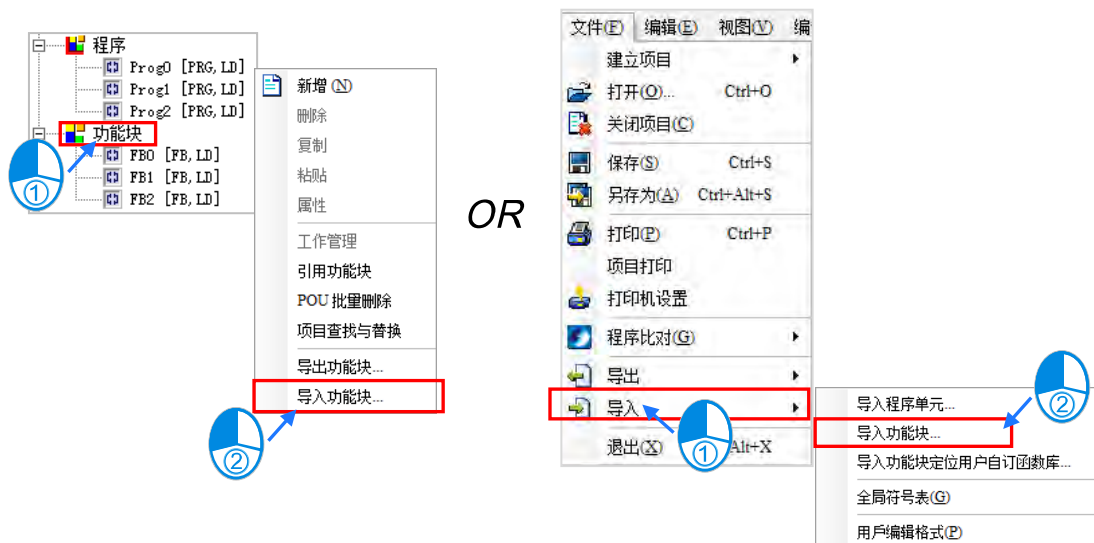 程序
Prog0 [PRG, LD]
Prog1 [PRG, LD]
Prog2 [PRG, LD]
功能块
FB0 [FB, LD]
FB1 [FB, LD]
FB2 [FB, LD]
①
新增(N)
删除
复制
粘贴
属性
工作管理
引用功能块
POU 批量删除
项目查找与替换
导出功能块...
导入功能块...
②
OR
文件(F) 编辑(E) 视图(V) 编
建立项目
打开(O)... Ctrl+O
关闭项目(C)
保存(S) Ctrl+S
另存为(A) Ctrl+Alt+S
打印(P) Ctrl+P
项目打印
打印机设置
程序比对(G)
导出
导入
退出(X) Alt+X
①
导入程序单元...
导入功能块...
导入功能块定位用户自订函数库...
全局符号表(G)
用戶编辑格式(P)
②